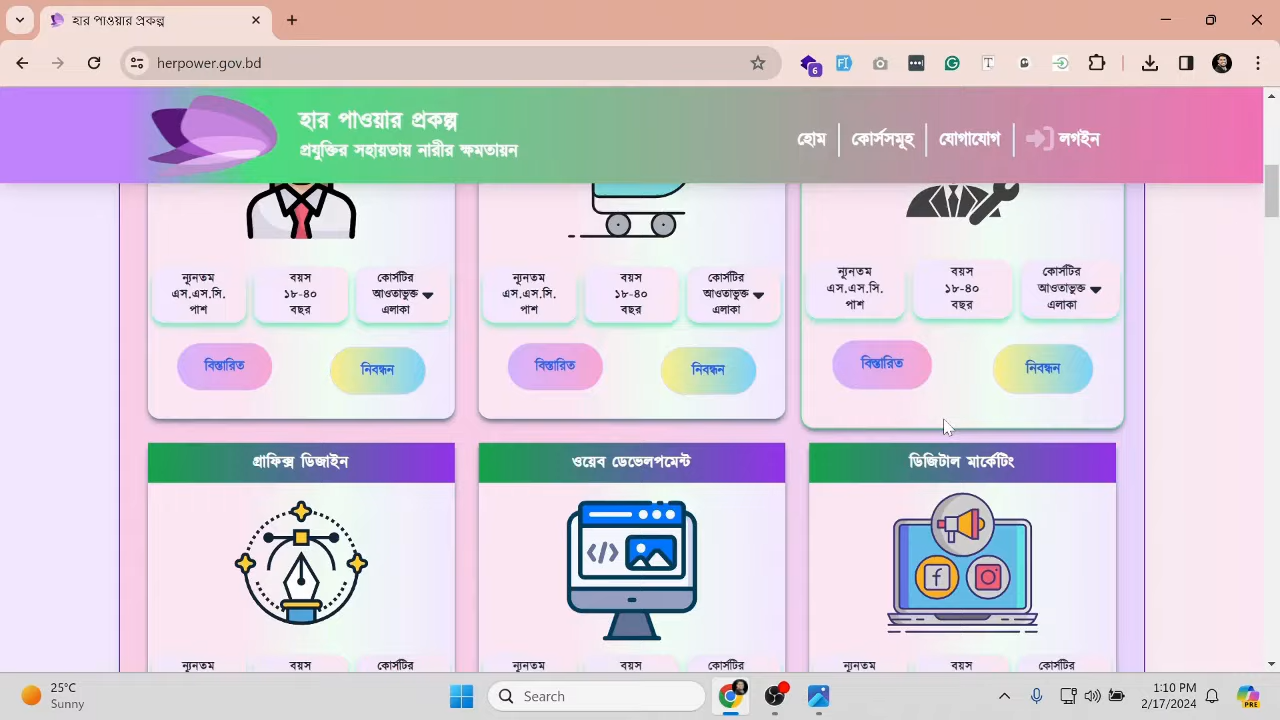 হার পাওয়ার প্রকল্প
herpower.gov.bd
6
হার পাওয়ার প্রকল্প
প্রযুক্তির সহায়তায় নারীর ক্ষমতায়ন
হোম
কোর্সসমূহ
যোগাযোগ
লগইন
ন্যূনতম
এস.এস.সি.
পাশ
বয়স
১৮-৪০
বছর
কোর্সটির
আওতাভুক্ত
এলাকা
ন্যূনতম
এস.এস.সি.
পাশ
বয়স
১৮-৪০
বছর
কোর্সটির
আওতাভুক্ত
এলাকা
ন্যূনতম
এস.এস.সি.
পাশ
বয়স
১৮-৪০
বছর
কোর্সটির
আওতাভুক্ত
এলাকা
বিস্তারিত
নিবন্ধন
বিস্তারিত
নিবন্ধন
বিস্তারিত
নিবন্ধন
গ্রাফিক্স ডিজাইন
ওয়েব ডেভেলপমেন্ট
ডিজিটাল মার্কেটিং
ন্যূনতম
বয়স
কোর্সটির
ন্যূনতম
বয়স
কোর্সটির
ন্যূনতম
বয়স
কোর্সটির
25°C
Sunny
Search
1:10 PM
2/17/2024
PRE